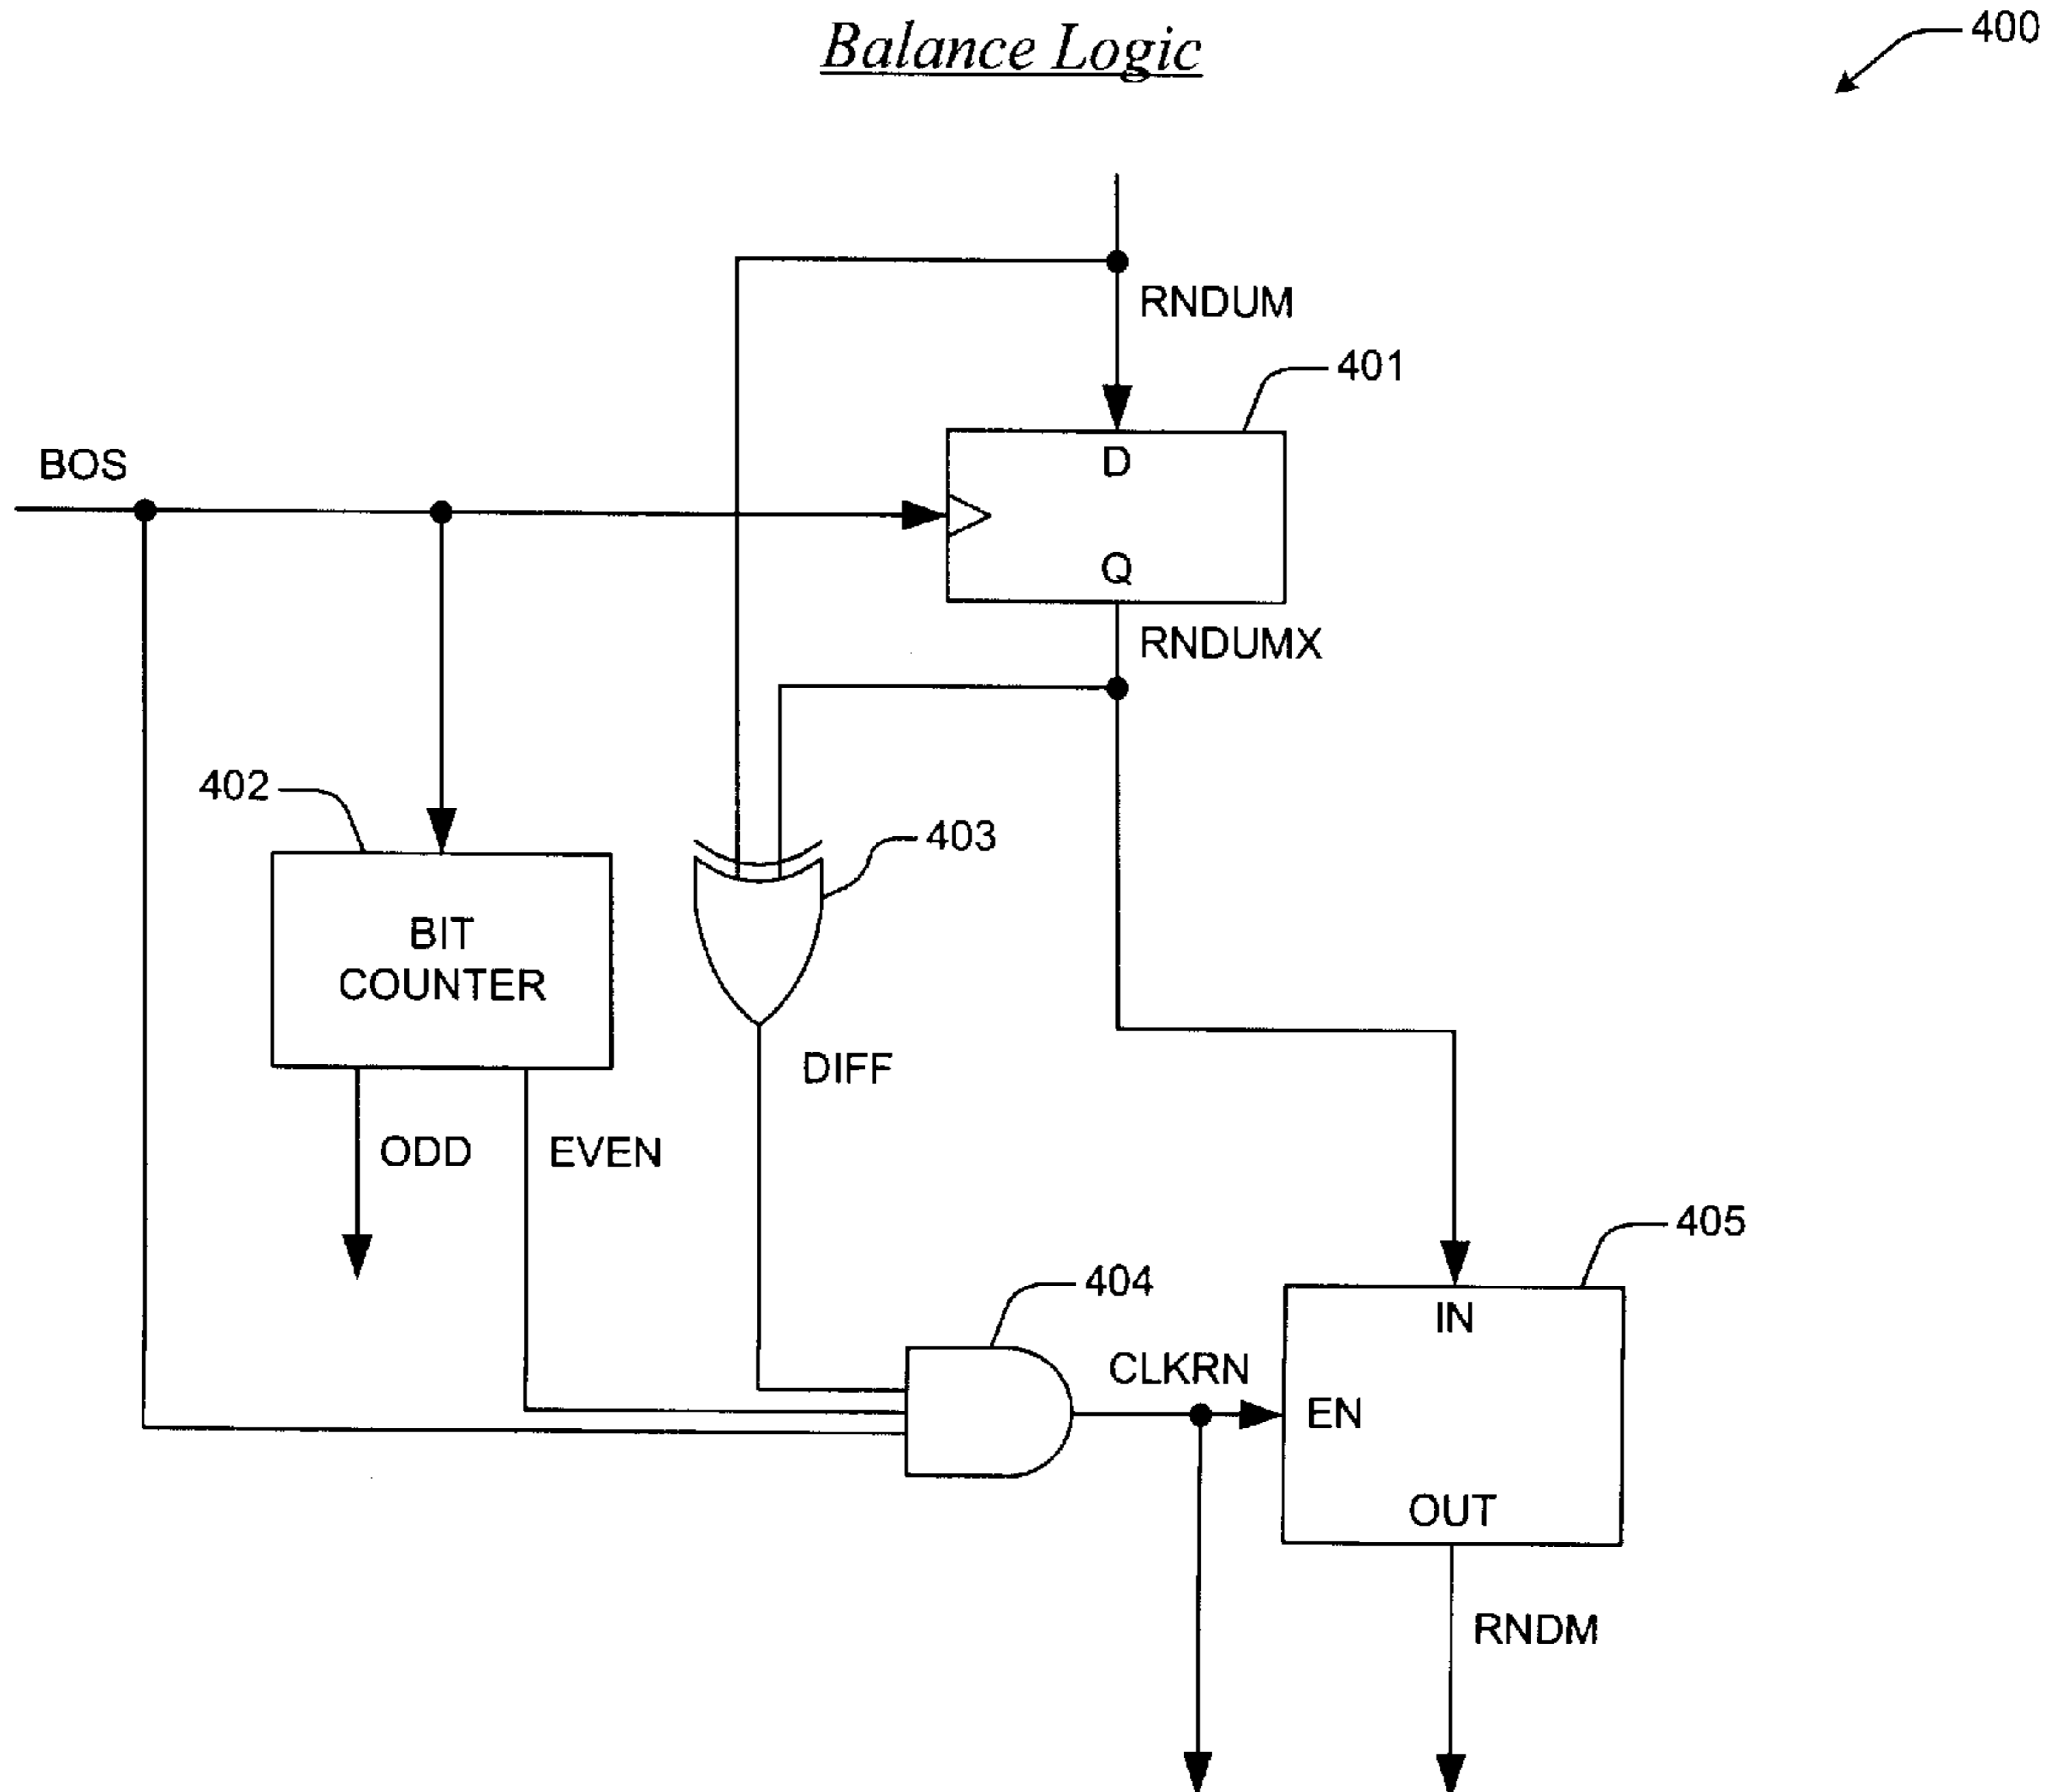 Balance Logic
400
RNDUM
401
BOS
D
Q
RNDUMX
402
403
BIT
COUNTER
DIFF
ODD
EVEN
405
404
IN
CLKRN
EN
OUT
RNDM